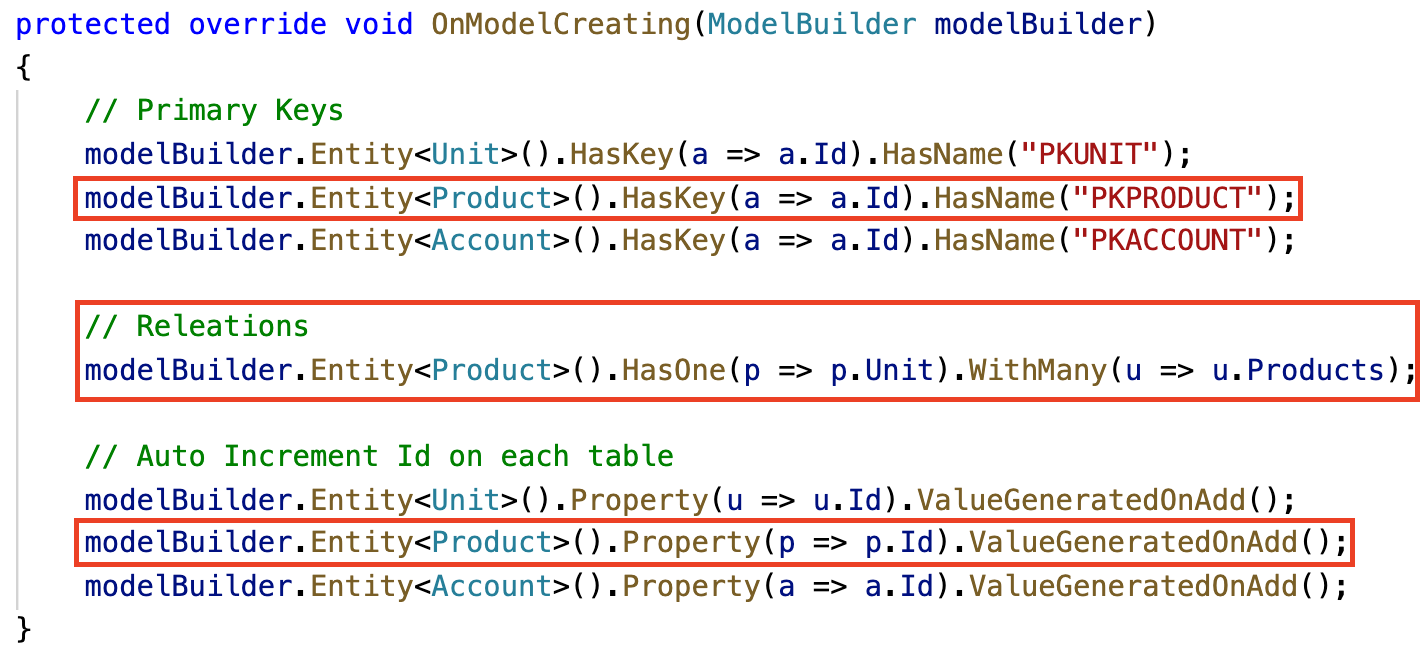 protected override void OnModelCreating(ModelBuilder modelBuilder)
{
// Primary Keys
modelBuilder.Entity<Unit>().HasKey(a => a.Id).HasName("PKUNIT");
modelBuilder.Entity<Product>().HasKey(a => a.Id).HasName("PKPRODUCT");
modelBuilder.Entity<Account>().HasKey(a => a.Id).HasName("PKACCOUNT");
// Releations
modelBuilder.Entity<Product>().HasOne(p => p.Unit).WithMany(u => u.Products);
// Auto Increment Id on each table
modelBuilder.Entity<Unit>().Property(u => u.Id).ValueGeneratedOnAdd();
modelBuilder.Entity<Product>().Property(p => p.Id).ValueGeneratedOnAdd();
modelBuilder.Entity<Account>().Property(a => a.Id).ValueGeneratedOnAdd();
}